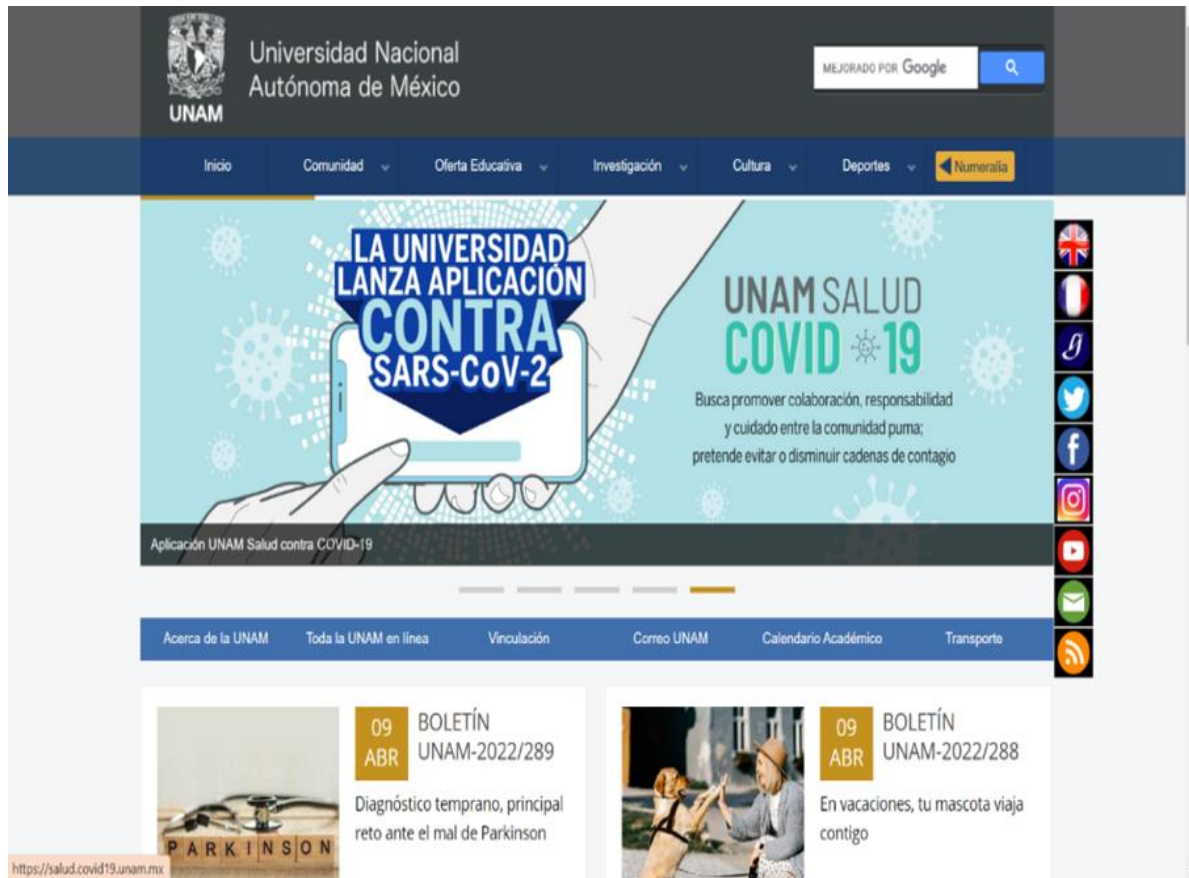 Universidad Nacional
Autónoma de México
UNAM
MEJORADO POR Google
Inicio
Comunidad
Oferta Educativa
Investigación
Cultura
Deportes
Numeralia
LA UNIVERSIDAD
LANZA APLICACIÓN
CONTRA
SARS-CoV-2
UNAM SALUD
COVID 19
Busca promover colaboración, responsabilidad
y cuidado entre la comunidad puma;
pretende evitar o disminuir cadenas de contagio
Aplicación UNAM Salud contra COVID-19
Acerca de la UNAM
Toda la UNAM en línea
Vinculación
Correo UNAM
Calendario Académico
Transporte
09
ABR
BOLETÍN
UNAM-2022/289
Diagnóstico temprano, principal
reto ante el mal de Parkinson
PARKINSON
09
ABR
BOLETÍN
UNAM-2022/288
En vacaciones, tu mascota viaja
contigo
https://salud.covid19.unam.mx